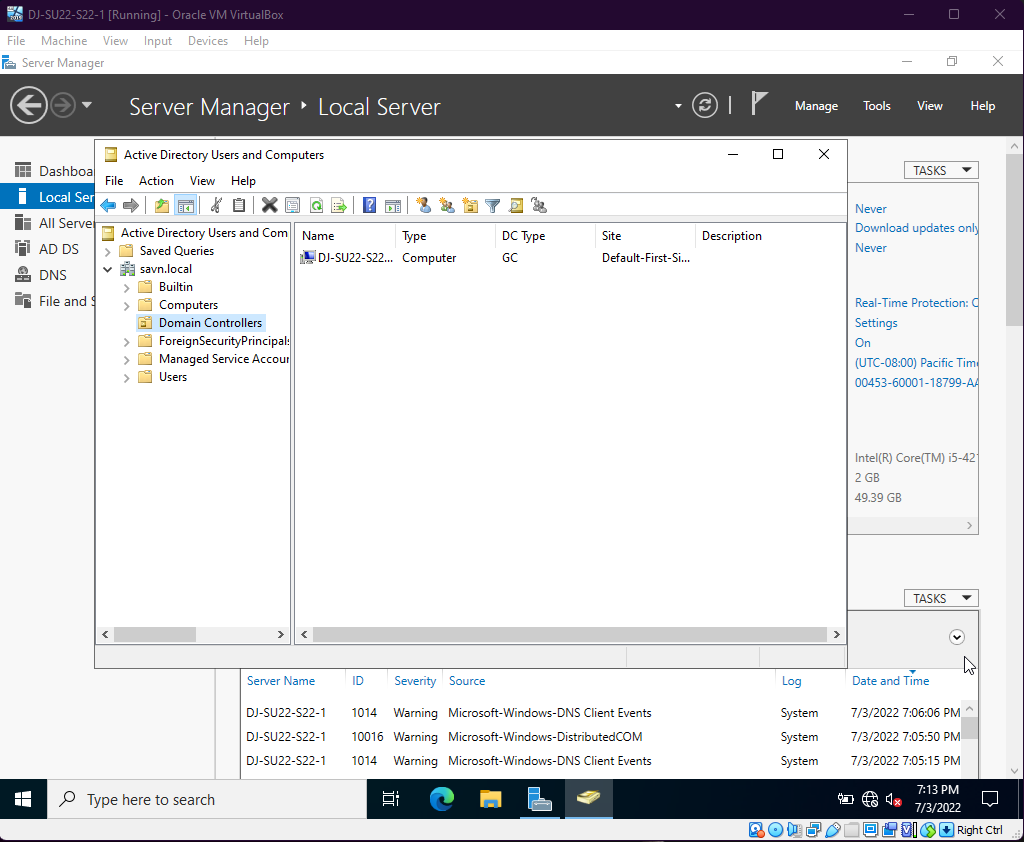 DJ-SU22-S22-1 [Running] - Oracle VM VirtualBox
File Machine View Input Devices Help
Server Manager
Server Manager Local Server
Manage Tools View Help
Active Directory Users and Computers
File Action View Help
Dashboa
Local Ser
All Server
AD DS
DNS
File and S
Active Directory Users and Com
Saved Queries
savn.local
Builtin
Computers
Domain Controllers
ForeignSecurityPrincipals
Managed Service Accour
Users
Name Type DC Type Site Description
DJ-SU22-S22... Computer GC Default-First-Si...
TASKS
Never
Download updates only
Never
Real-Time Protection:
Settings
On
(UTC-08:00) Pacific Time
00453-60001-18799-AA
Intel(R) Core(TM) i5-421
2 GB
49.39 GB
TASKS
Server Name ID Severity Source Log Date and Time
DJ-SU22-S22-1 1014 Warning Microsoft-Windows-DNS Client Events System 7/3/2022 7:06:06 PM
DJ-SU22-S22-1 10016 Warning Microsoft-Windows-DistributedCOM System 7/3/2022 7:05:50 PM
DJ-SU22-S22-1 1014 Warning Microsoft-Windows-DNS Client Events System 7/3/2022 7:05:15 PM
Type here to search
7:13 PM
7/3/2022
Right Ctrl